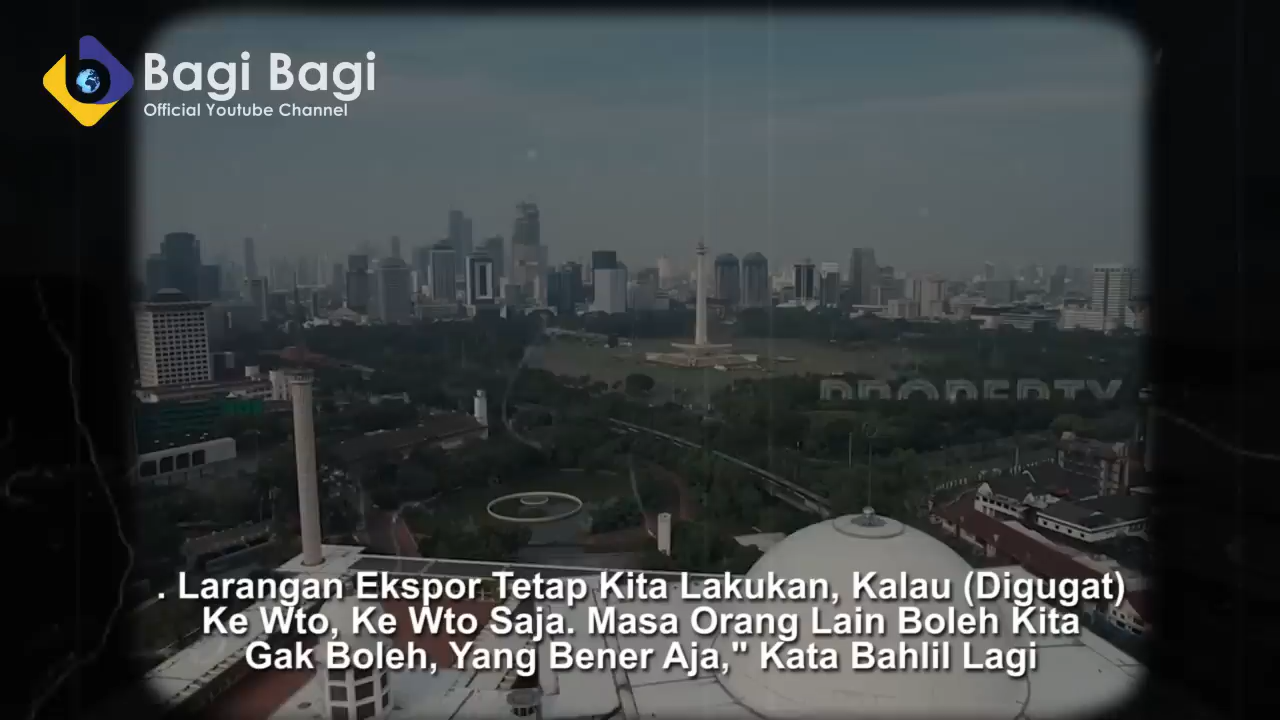 Bagi Bagi
Official Youtube Channel
PROPERTY
. Larangan Ekspor Tetap Kita Lakukan, Kalau (Digugat)
Ke Wto, Ke Wto Saja. Masa Orang Lain Boleh Kita
Gak Boleh, Yang Bener Aja," Kata Bahlil Lagi